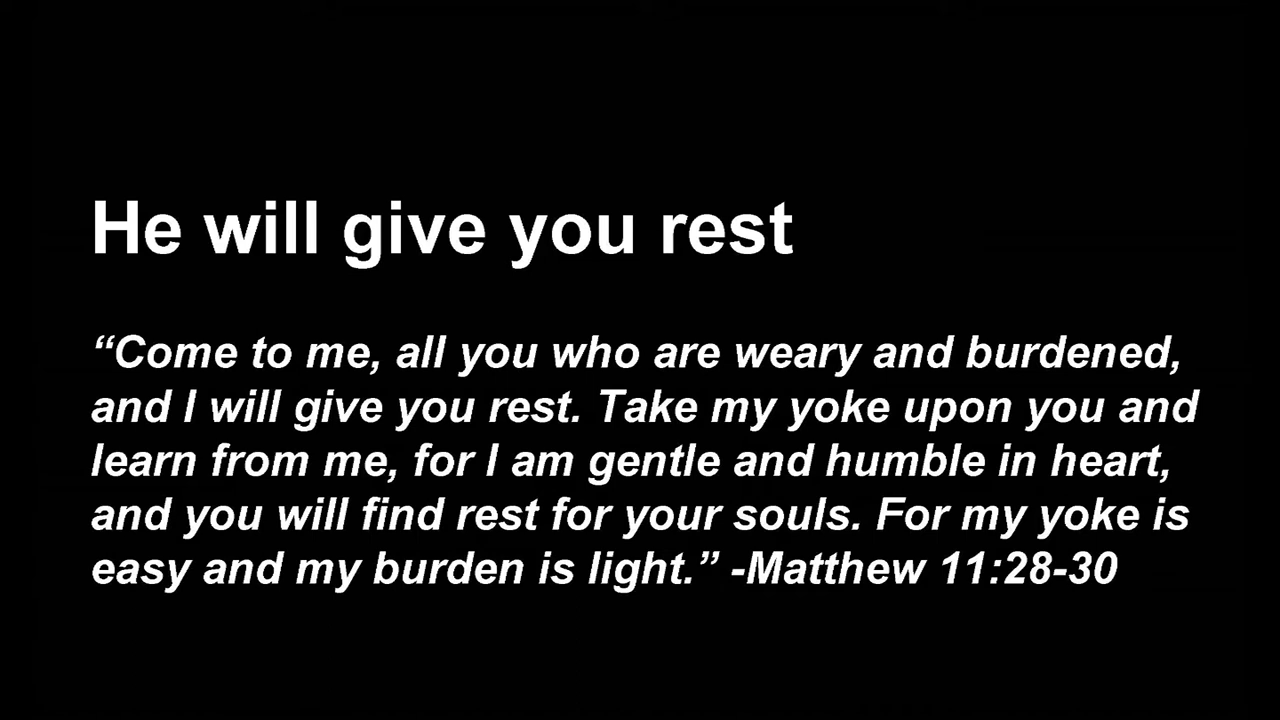 He will give you rest
“Come to me, all you who are weary and burdened,
and I will give you rest. Take my yoke upon you and
learn from me, for I am gentle and humble in heart,
and you will find rest for your souls. For my yoke is
easy and my burden is light.” -Matthew 11:28-30